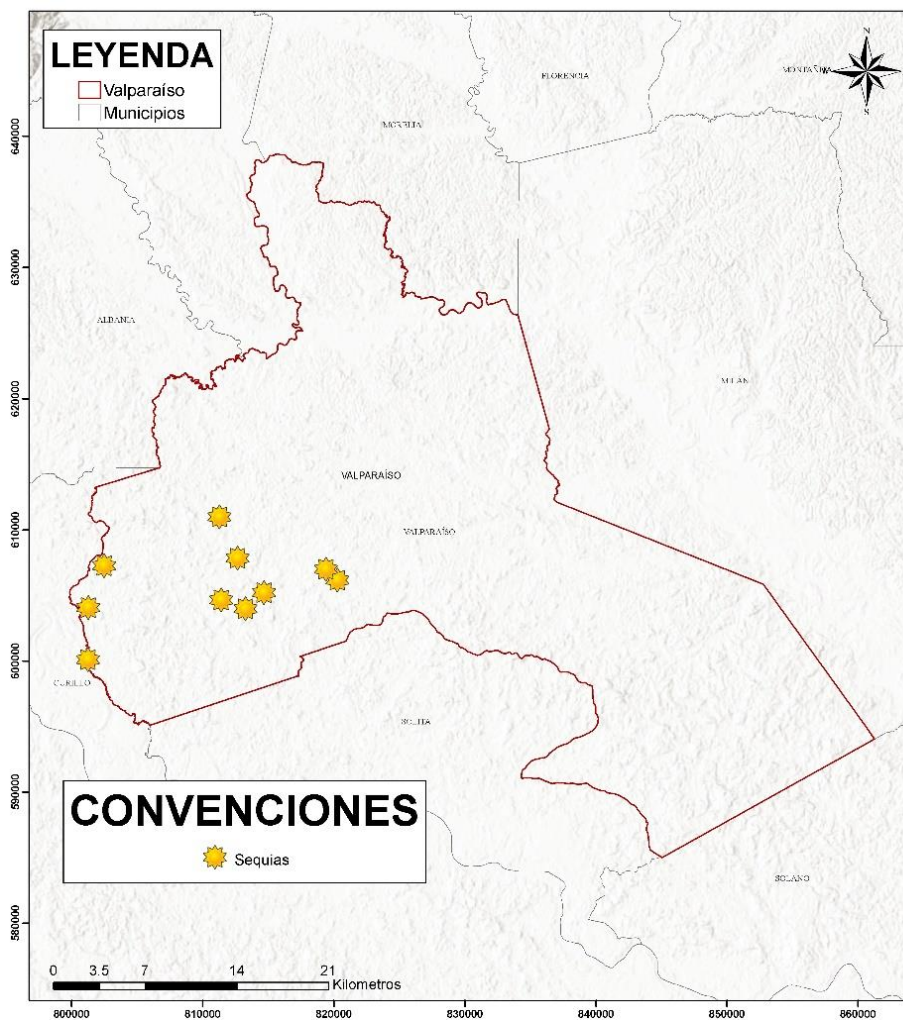 LEYENDA
Valparaíso
Municipios
N
S
FLORENCIA
MORELIA
ALBANIA
MILAN
VALPARAÍSO
VALPARAÍSO
CURILLO
SOLITA
SOLANO
CONVENCIONES
Sequias
0 3.5 7 14 21
Kilometros
640000
630000
620000
610000
600000
590000
580000
800000 810000 820000 830000 840000 850000 860000